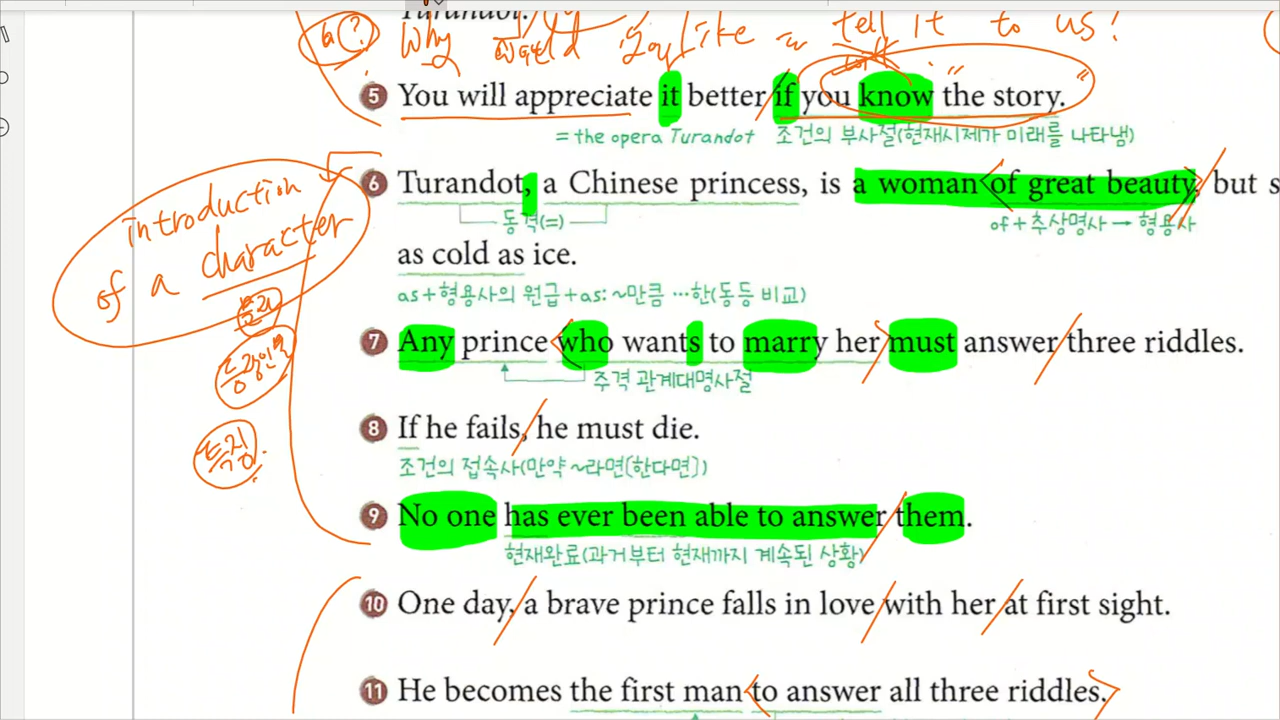 Turandot.
6(?) Why would you like to tell it to us?
5 You will appreciate it better if you know the story.
= the opera Turandot 조건의 부사절(현재시제가 미래를 나타냄)
6 Turandot, a Chinese princess, is a woman of great beauty, but s
동격(=) of+추상명사→형용사
as cold as ice.
as+형용사의 원급+as: ~만큼 …한(동등 비교)
introduction
of a character
등장인물
특징.
7 Any prince who wants to marry her must answer three riddles.
주격 관계대명사절
8 If he fails, he must die.
조건의 접속사(만약 ~라면[한다면])
9 No one has ever been able to answer them.
현재완료(과거부터 현재까지 계속된 상황)
10 One day, a brave prince falls in love with her at first sight.
11 He becomes the first man to answer all three riddles.